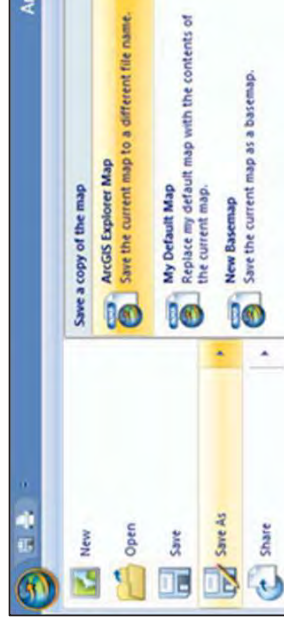 Ar
New
Open
Save
Save As
Share
Save a copy of the map
ArcGIS Explorer Map
Save the current map to a different file name.
My Default Map
Replace my default map with the contents of
the current map.
New Basemap
Save the current map as a basemap.